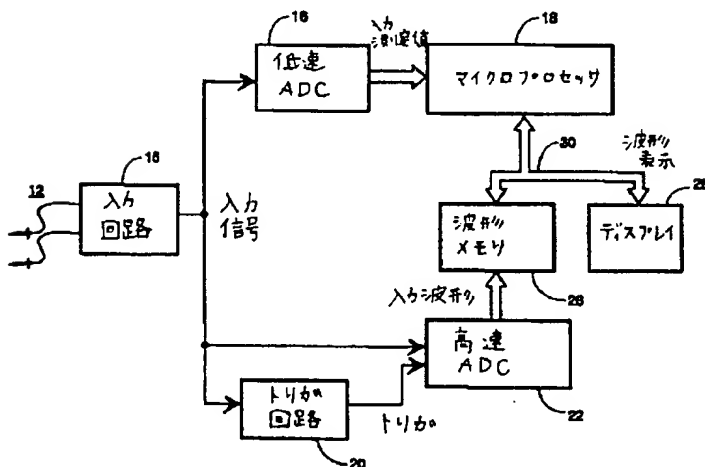 16
低速
ADC
入力
測定値
18
マイクロプロセッサ
12
15
入力
回路
入力
信号
30
波形
表示
波形
メモリ
26
ディスプレイ
入力波形
高速
ADC
22
トリガ
回路
20
トリガ